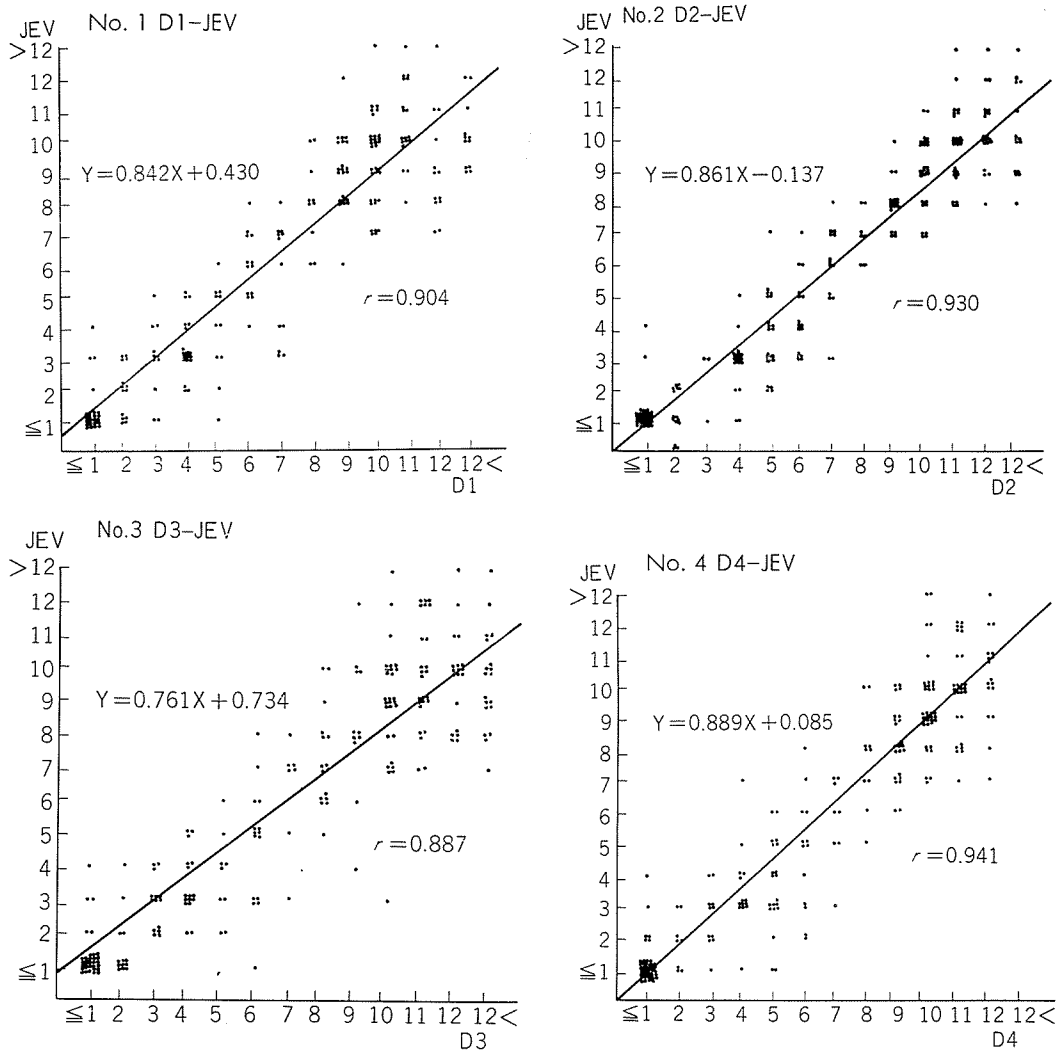 No. 1 D1-JEV
JEV
>12
12
11
10
9
8
7
6
5
4
3
2
≦1
Y=0.842X+0.430
r=0.904
≦1 2 3 4 5 6 7 8 9 10 11 12 12<
D1
No.2 D2-JEV
JEV
>12
12
11
10
9
8
7
6
5
4
3
2
≦1
Y=0.861X-0.137
r=0.930
≦1 2 3 4 5 6 7 8 9 10 11 12 12<
D2
No.3 D3-JEV
JEV
>12
12
11
10
9
8
7
6
5
4
3
2
≦1
Y=0.761X+0.734
r=0.887
≦1 2 3 4 5 6 7 8 9 10 11 12 12<
D3
No. 4 D4-JEV
JEV
>12
12
11
10
9
8
7
6
5
4
3
2
≦1
Y=0.889X+0.085
r=0.941
≦1 2 3 4 5 6 7 8 9 10 11 12 12<
D4